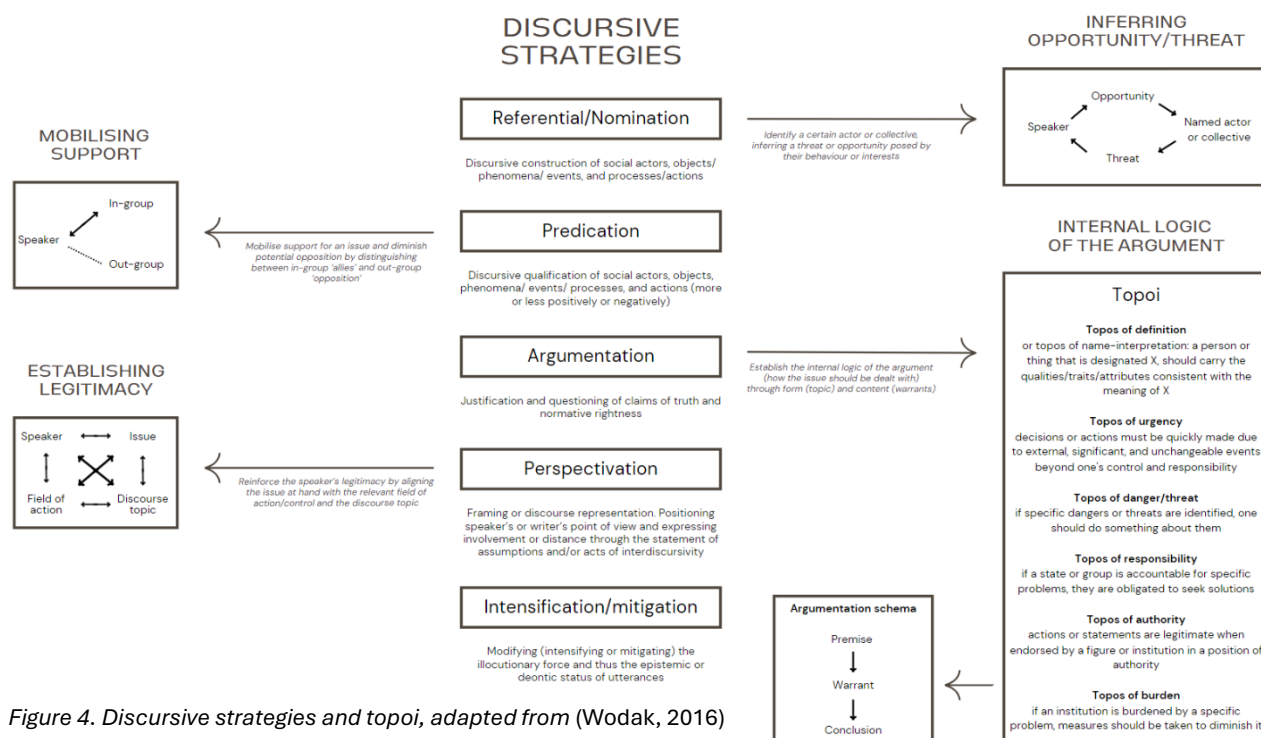 DISCURSIVE
STRATEGIES
Referential/Nomination
Discursive construction of social actors, objects/
phenomena/ events, and processes/actions
Predication
Discursive qualification of social actors, objects,
phenomena/ events/ processes, and actions (more
or less positively or negatively)
Argumentation
Justification and questioning of claims of truth and
normative rightness
Perspectivation
Framing or discourse representation. Positioning
speaker's or writer's point of view and expressing
involvement or distance through the statement of
assumptions and/or acts of interdiscursivity
Intensification/mitigation
Modifying (intensifying or mitigating) the
illocutionary force and thus the epistemic or
deontic status of utterances
MOBILISING
SUPPORT
In-group
Speaker
Out-group
Mobilise support for an issue and diminish
potential opposition by distinguishing
between in-group 'allies' and out-group
'opposition'
ESTABLISHING
LEGITIMACY
Speaker
Issue
Field of
action
Discourse
topic
Reinforce the speaker's legitimacy by aligning
the issue at hand with the relevant field of
action/control and the discourse topic
INFERRING
OPPORTUNITY/THREAT
Opportunity
Speaker
Named actor
or collective
Threat
Identify a certain actor or collective,
inferring a threat or opportunity posed by
their behaviour or interests
INTERNAL LOGIC
OF THE ARGUMENT
Establish the internal logic of the argument
(how the issue should be dealt with)
through form (topic) and content (warrants)
Topoi
Topos of definition
or topos of name-interpretation: a person or
thing that is designated X, should carry the
qualities/traits/attributes consistent with the
meaning of X
Topos of urgency
decisions or actions must be quickly made due
to external, significant, and unchangeable events
beyond one's control and responsibility
Topos of danger/threat
if specific dangers or threats are identified, one
should do something about them
Topos of responsibility
if a state or group is accountable for specific
problems, they are obligated to seek solutions
Topos of authority
actions or statements are legitimate when
endorsed by a figure or institution in a position of
authority
Topos of burden
if an institution is burdened by a specific
problem, measures should be taken to diminish it
Argumentation schema
Premise
Warrant
Conclusion
Figure 4. Discursive strategies and topoi, adapted from (Wodak, 2016)